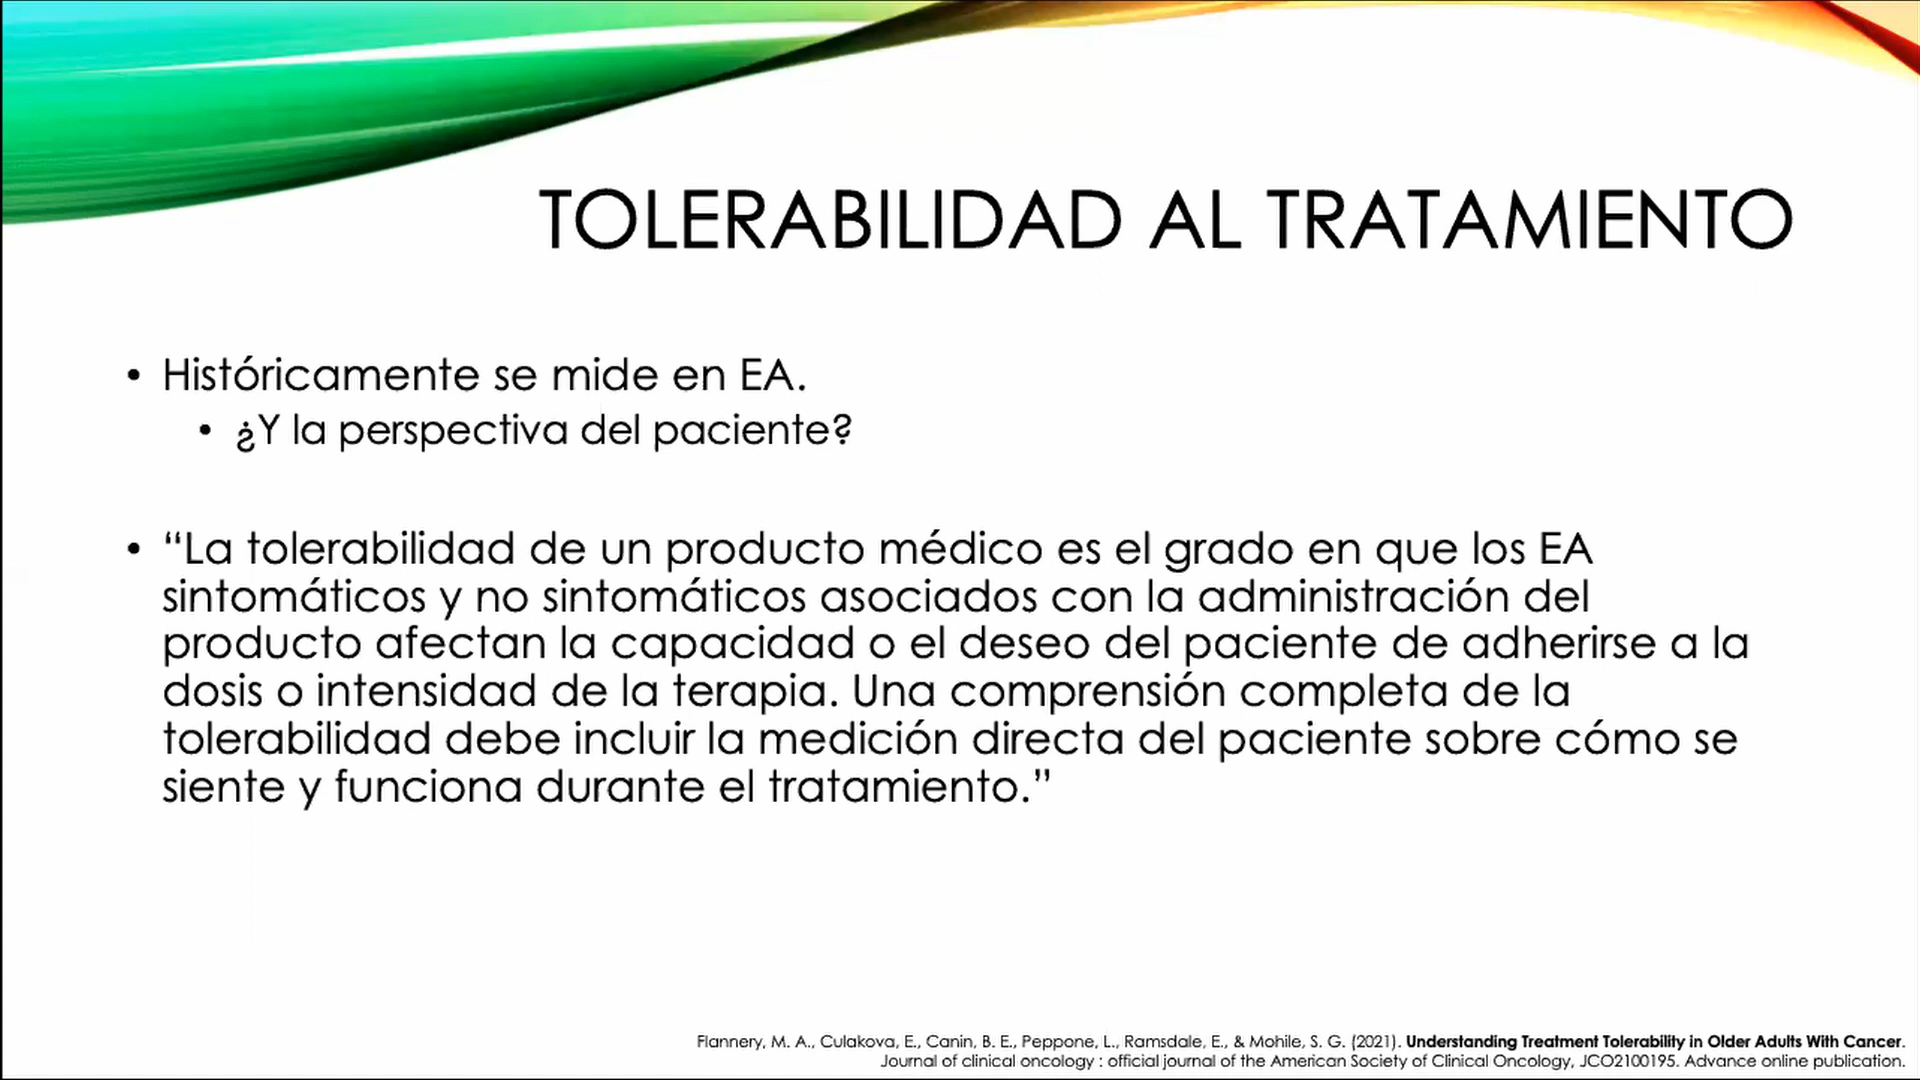 TOLERABILIDAD AL TRATAMIENTO
• Históricamente se mide en EA.
• ¿Y la perspectiva del paciente?
• “La tolerabilidad de un producto médico es el grado en que los EA
sintomáticos y no sintomáticos asociados con la administración del
producto afectan la capacidad o el deseo del paciente de adherirse a la
dosis o intensidad de la terapia. Una comprensión completa de la
tolerabilidad debe incluir la medición directa del paciente sobre cómo se
siente y funciona durante el tratamiento.”
Flannery, M. A., Culakova, E., Canin, B. E., Peppone, L., Ramsdale, E., & Mohile, S. G. (2021). Understanding Treatment Tolerability in Older Adults With Cancer.
Journal of clinical oncology : official journal of the American Society of Clinical Oncology, JCO2100195. Advance online publication.